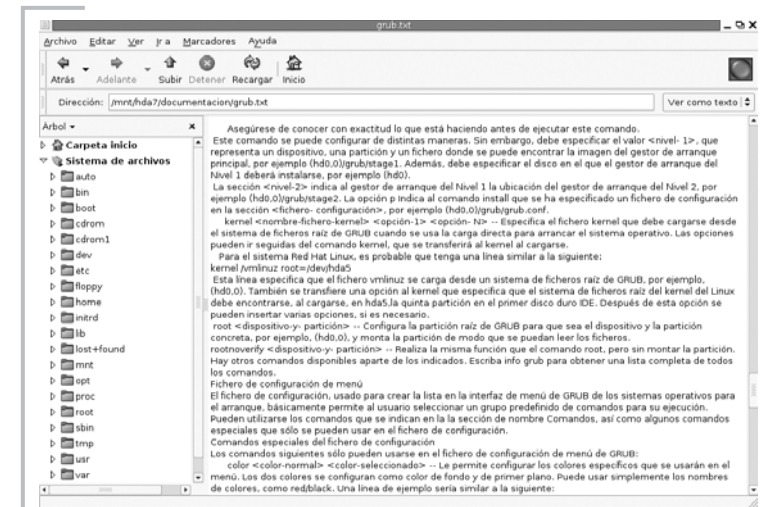 grub.txt
Archivo Editar Ver Ir a Marcadores Ayuda
Atrás Adelante Subir Detener Recargar Inicio
Dirección: /mnt/hda7/documentacion/grub.txt Ver como texto
Árbol
Carpeta inicio
Sistema de archivos
auto
bin
boot
cdrom
cdrom1
dev
etc
floppy
home
initrd
lib
lost+found
mnt
opt
proc
root
sbin
tmp
usr
var
Asegúrese de conocer con exactitud lo que está haciendo antes de ejecutar este comando.
Este comando se puede configurar de distintas maneras. Sin embargo, debe especificar el valor <nivel- 1>, que
representa un dispositivo, una partición y un fichero donde se puede encontrar la imagen del gestor de arranque
principal, por ejemplo (hd0,0)/grub/stage1. Además, debe especificar el disco en el que el gestor de arranque del
Nivel 1 deberá instalarse, por ejemplo (hd0).
La sección <nivel-2> indica al gestor de arranque del Nivel 1 la ubicación del gestor de arranque del Nivel 2, por
ejemplo (hd0,0)/grub/stage2. La opción p Indica al comando install que se ha especificado un fichero de configuración
en la sección <fichero- configuración>, por ejemplo (hd0,0)/grub/grub.conf.
kernel <nombre-fichero-kernel> <opción-1> <opción- N> -- Especifica el fichero kernel que debe cargarse desde
el sistema de ficheros raíz de GRUB cuando se usa la carga directa para arrancar el sistema operativo. Las opciones
pueden ir seguidas del comando kernel, que se transferirá al kernel al cargarse.
Para el sistema Red Hat Linux, es probable que tenga una línea similar a la siguiente:
kernel /vmlinuz root=/dev/hda5
Esta línea especifica que el fichero vmlinuz se carga desde un sistema de ficheros raíz de GRUB, por ejemplo,
(hd0,0). También se transfiere una opción al kernel que especifica que el sistema de ficheros raíz del kernel del Linux
debe encontrarse, al cargarse, en hda5,la quinta partición en el primer disco duro IDE. Después de esta opción se
pueden insertar varias opciones, si es necesario.
root <dispositivo-y- partición> -- Configura la partición raíz de GRUB para que sea el dispositivo y la partición
concreta, por ejemplo, (hd0,0), y monta la partición de modo que se puedan leer los ficheros.
rootnoverify <dispositivo-y- partición> -- Realiza la misma función que el comando root, pero sin montar la partición.
Hay otros comandos disponibles aparte de los indicados. Escriba info grub para obtener una lista completa de todos
los comandos.
Fichero de configuración de menú
El fichero de configuración, usado para crear la lista en la interfaz de menú de GRUB de los sistemas operativos para
el arranque, básicamente permite al usuario seleccionar un grupo predefinido de comandos para su ejecución.
Pueden utilizarse los comandos que se indican en la la sección de nombre Comandos, así como algunos comandos
especiales que sólo se pueden usar en el fichero de configuración.
Comandos especiales del fichero de configuración
Los comandos siguientes sólo pueden usarse en el fichero de configuración de menú de GRUB:
color <color-normal> <color-seleccionado> -- Le permite configurar los colores específicos que se usarán en el
menú. Los dos colores se configuran como color de fondo y de primer plano. Puede usar simplemente los nombres
de colores, como red/black. Una línea de ejemplo sería similar a la siguiente: